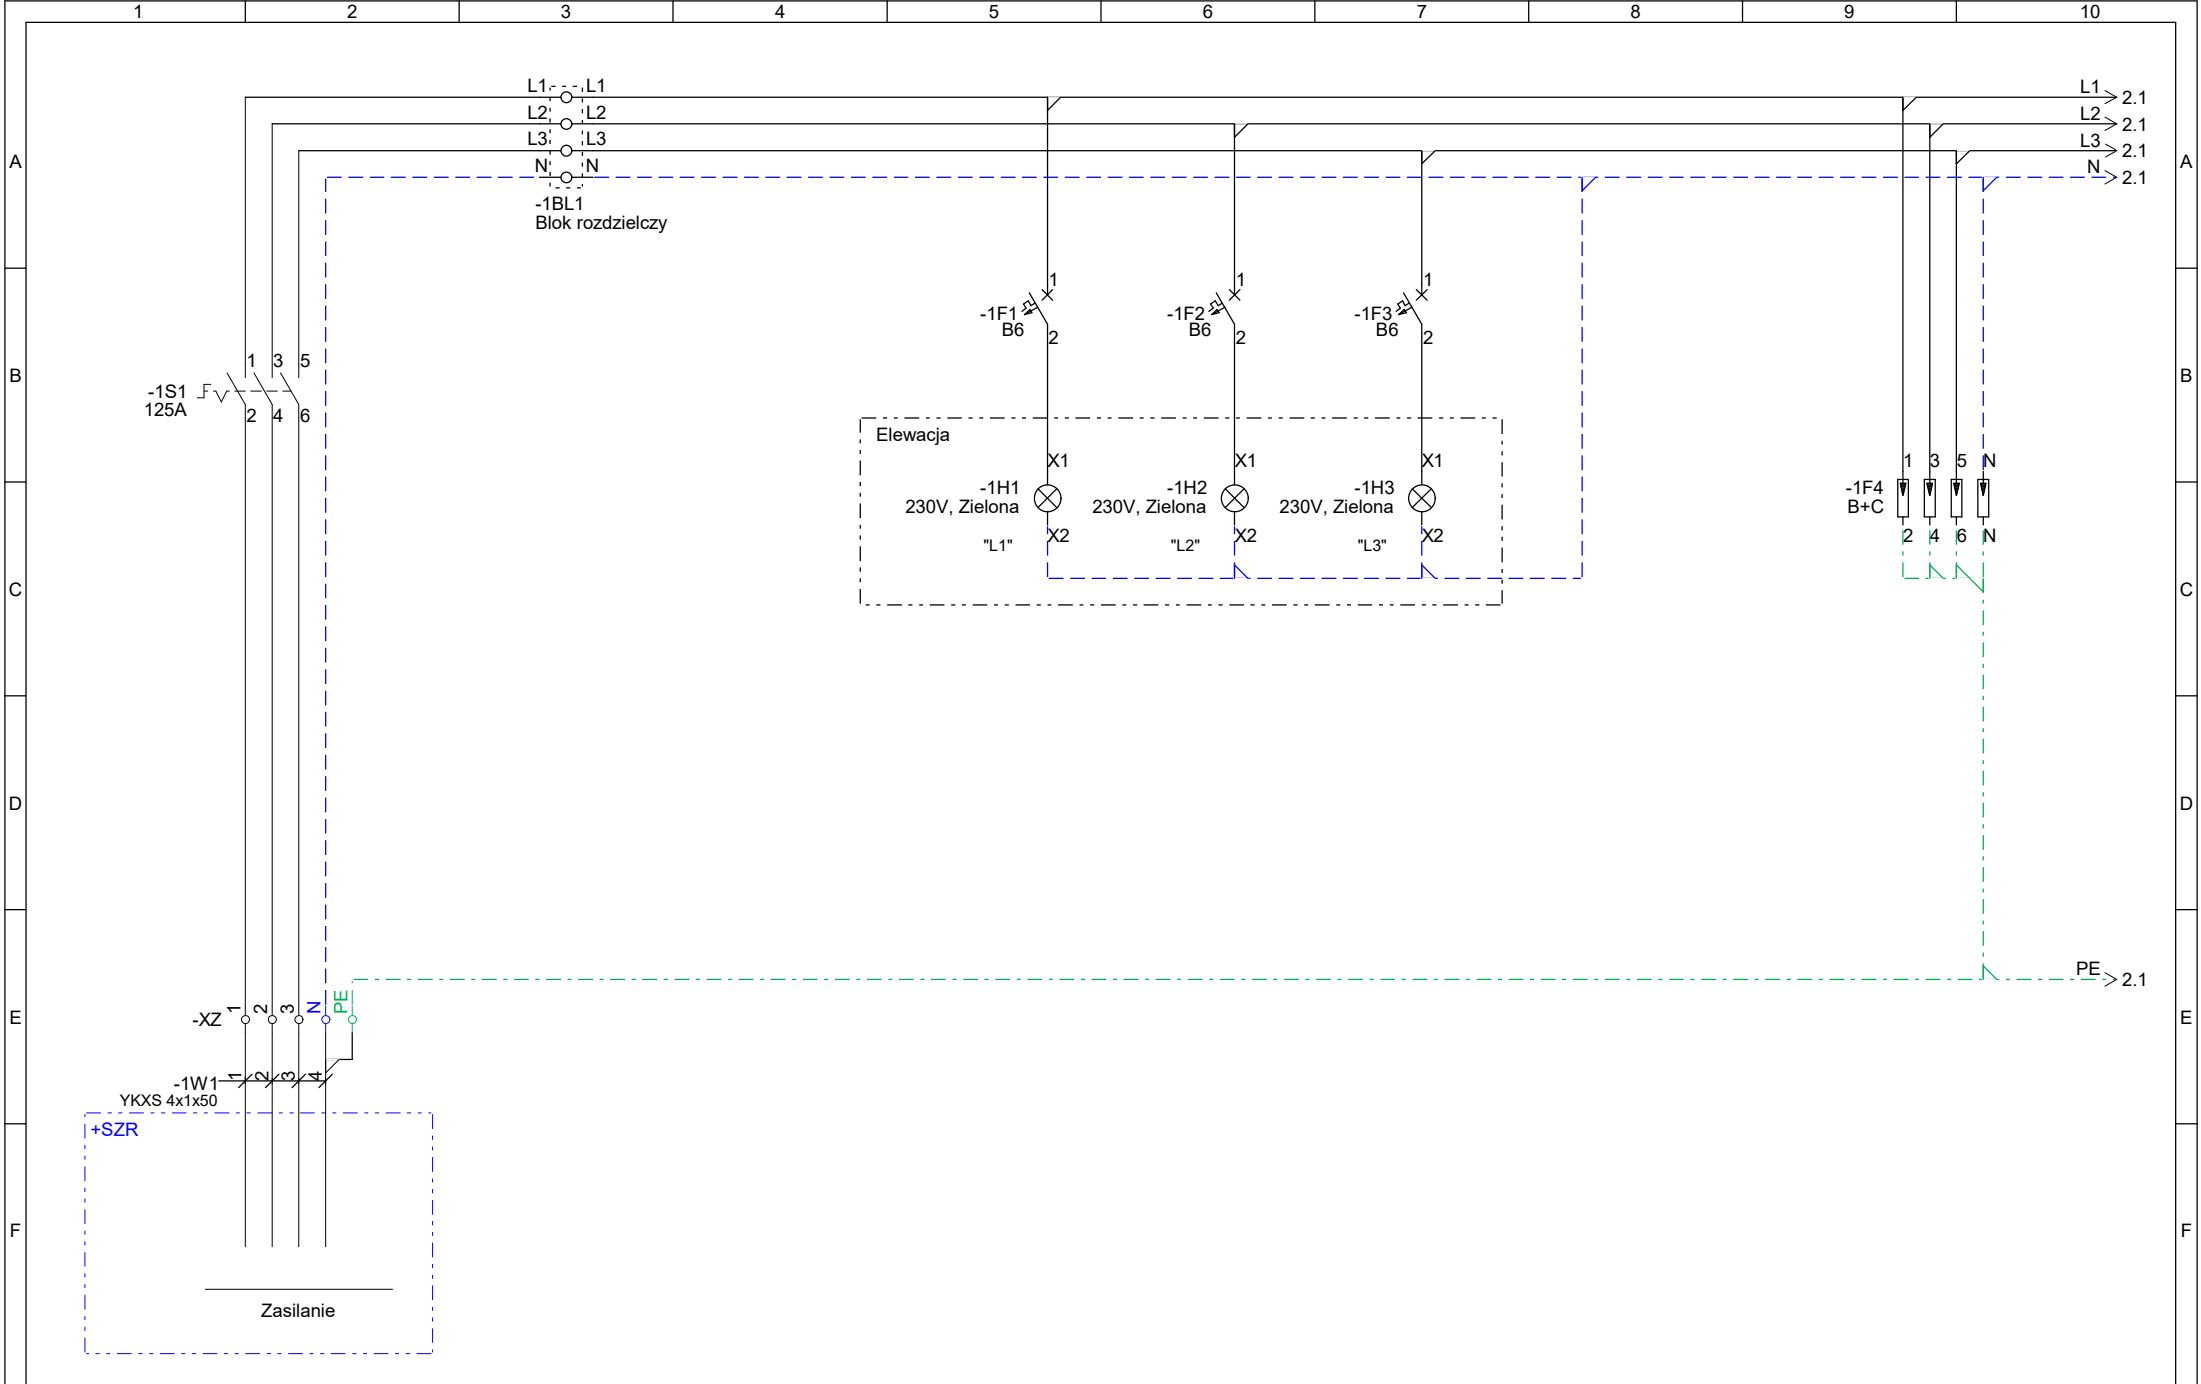 1 2 3 4 5 6 7 8 9 10
L1 L1 L1 2.1
L2 L2 L2 2.1
L3 L3 L3 2.1
A N N N 2.1 A
-1BL1
Blok rozdzielczy
1 1 1
-1F1 -1F2 -1F3
B6 B6 B6
2 2 2
1 3 5
B B
-1S1
125A
2 4 6
Elewacja
X1 X1 X1 1 3 5 N
-1H1 -1H2 -1H3 -1F4
230V, Zielona 230V, Zielona 230V, Zielona B+C
X2 X2 X2 2 4 6 N
"L1" "L2" "L3"
C C
D D
PE 2.1
1 2 3 N PE
E -XZ E
1 2 3 4
-1W1
YKXS 4x1x50
+SZR
F F
Zasilanie